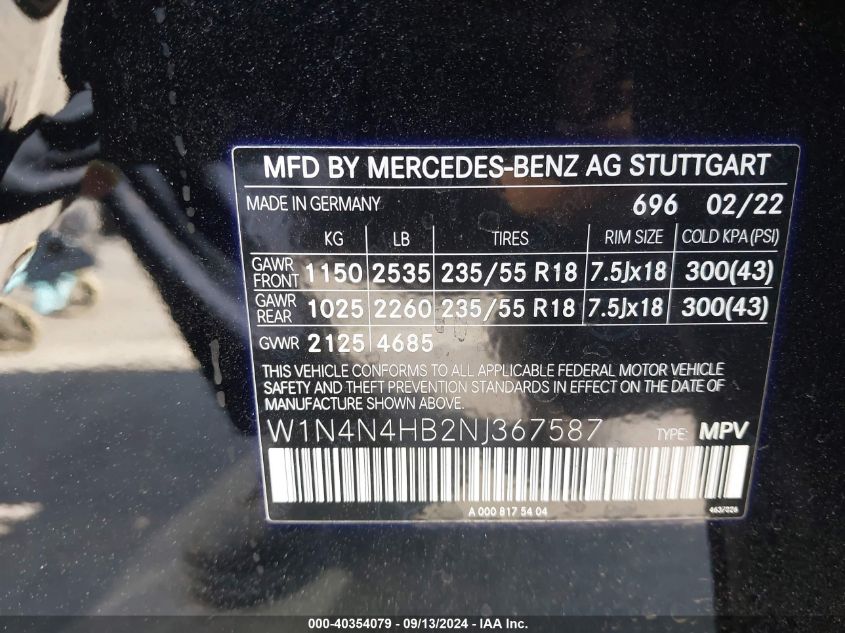 MFD BY MERCEDES-BENZ AG STUTTGART
MADE IN GERMANY 696 02/22
KG LB TIRES RIM SIZE COLD KPA (PSI)
GAWR FRONT 1150 2535 235/55 R18 7.5Jx18 300(43)
GAWR REAR 1025 2260 235/55 R18 7.5Jx18 300(43)
GVWR 2125 4685
THIS VEHICLE CONFORMS TO ALL APPLICABLE FEDERAL MOTOR VEHICLE
SAFETY AND THEFT PREVENTION STANDARDS IN EFFECT ON THE DATE OF
MANUFACTURE SHOWN ABOVE.
W1N4N4HB2NJ367587 TYPE: MPV
A 000 817 54 04
000-40354079 - 09/13/2024 - IAA Inc.